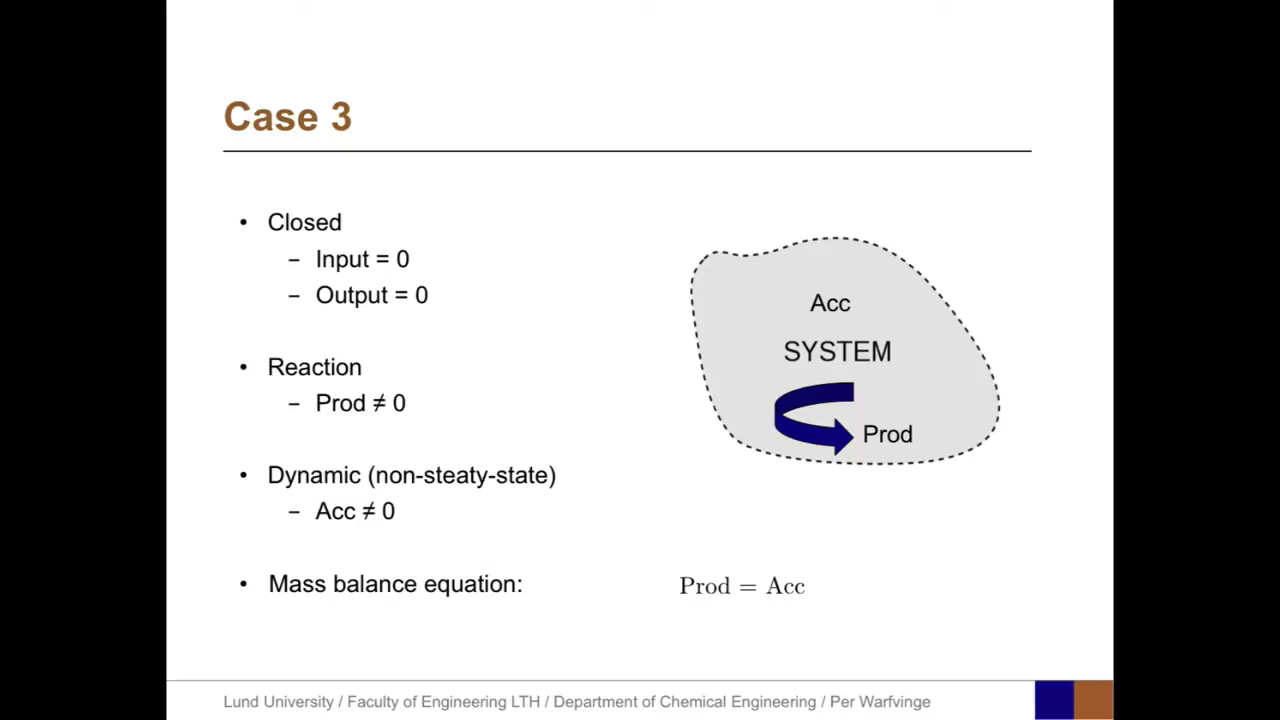 Case 3
• Closed
– Input = 0
– Output = 0
• Reaction
– Prod ≠ 0
• Dynamic (non-steaty-state)
– Acc ≠ 0
• Mass balance equation:
Prod = Acc
Acc
SYSTEM
Prod
Lund University / Faculty of Engineering LTH / Department of Chemical Engineering / Per Warfvinge